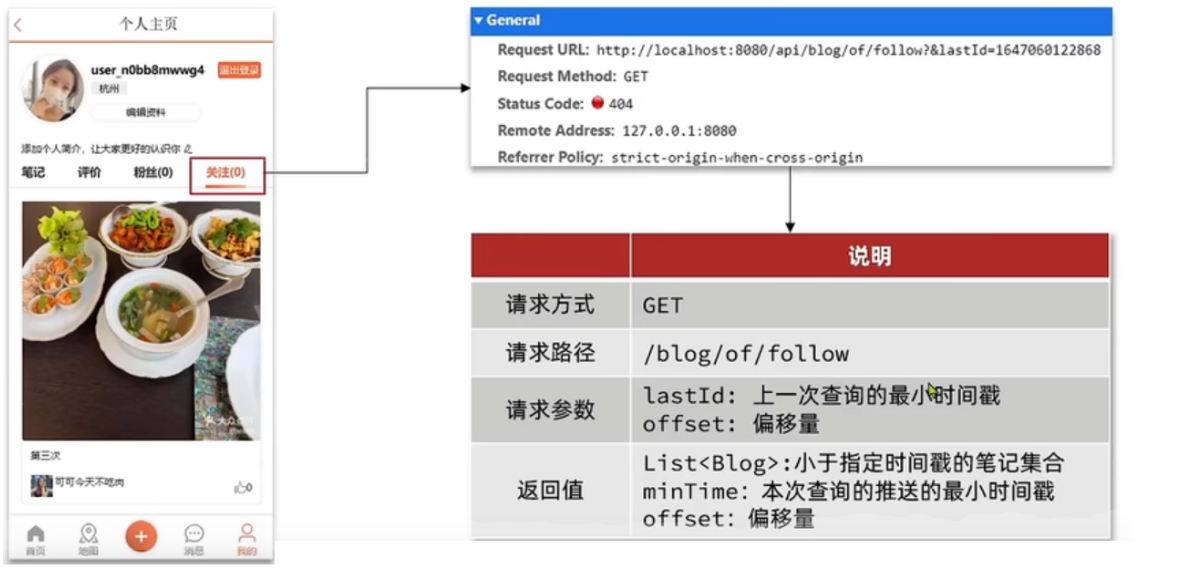 个人主页
user_n0bb8mwwg4
退出登录
杭州
编辑资料
添加个人简介，让大家更好的认识你
笔记
评价
粉丝(0)
关注(0)
第三次
可可今天不吃肉
0
首页
地图
消息
我的
General
Request URL: http://localhost:8080/api/blog/of/follow?&lastId=1647060122868
Request Method: GET
Status Code: 404
Remote Address: 127.0.0.1:8080
Referrer Policy: strict-origin-when-cross-origin
说明
请求方式 GET
请求路径 /blog/of/follow
请求参数
lastId: 上一次查询的最小时间戳
offset: 偏移量
返回值
List<Blog>:小于指定时间戳的笔记集合
minTime: 本次查询的推送的最小时间戳
offset: 偏移量